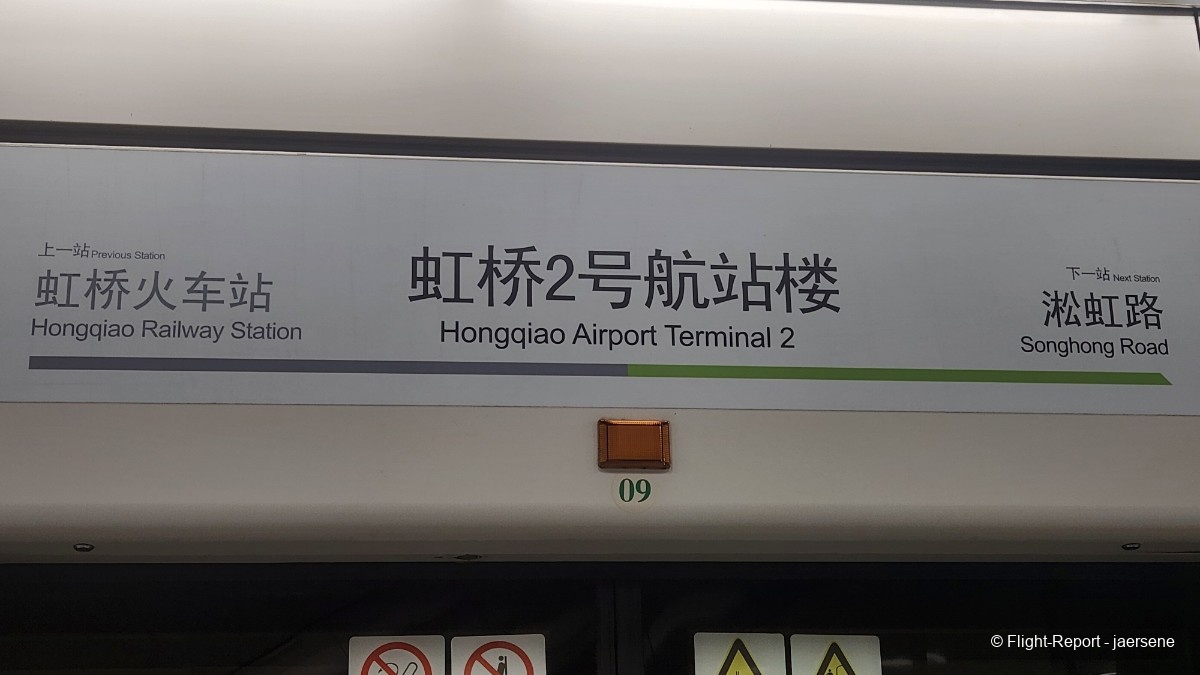 上一站 Previous Station
虹桥火车站
Hongqiao Railway Station
虹桥2号航站楼
Hongqiao Airport Terminal 2
下一站 Next Station
淞虹路
Songhong Road
09
© Flight-Report - jaersene